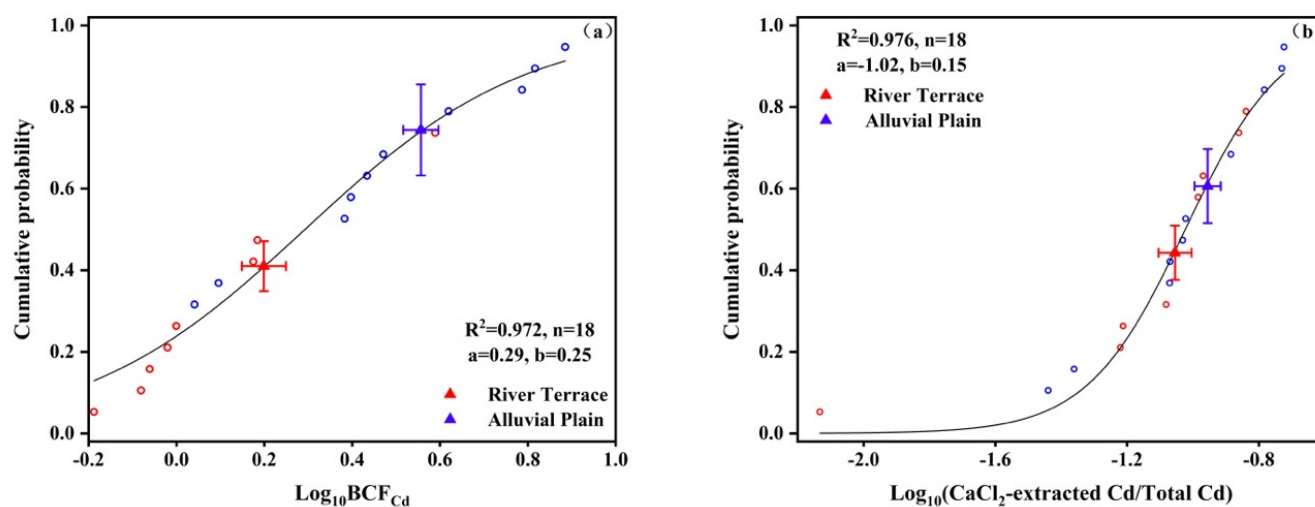 (a)
1.0
0.8
0.6
0.4
0.2
0.0
Cumulative probability
R²=0.972, n=18
a=0.29, b=0.25
River Terrace
Alluvial Plain
-0.2
0.0
0.2
0.4
0.6
0.8
1.0
Log₁₀BCF_Cd
(b
1.0
0.8
0.6
0.4
0.2
0.0
Cumulative probability
R²=0.976, n=18
a=-1.02, b=0.15
River Terrace
Alluvial Plain
-2.0
-1.6
-1.2
-0.8
Log₁₀(CaCl₂-extracted Cd/Total Cd)